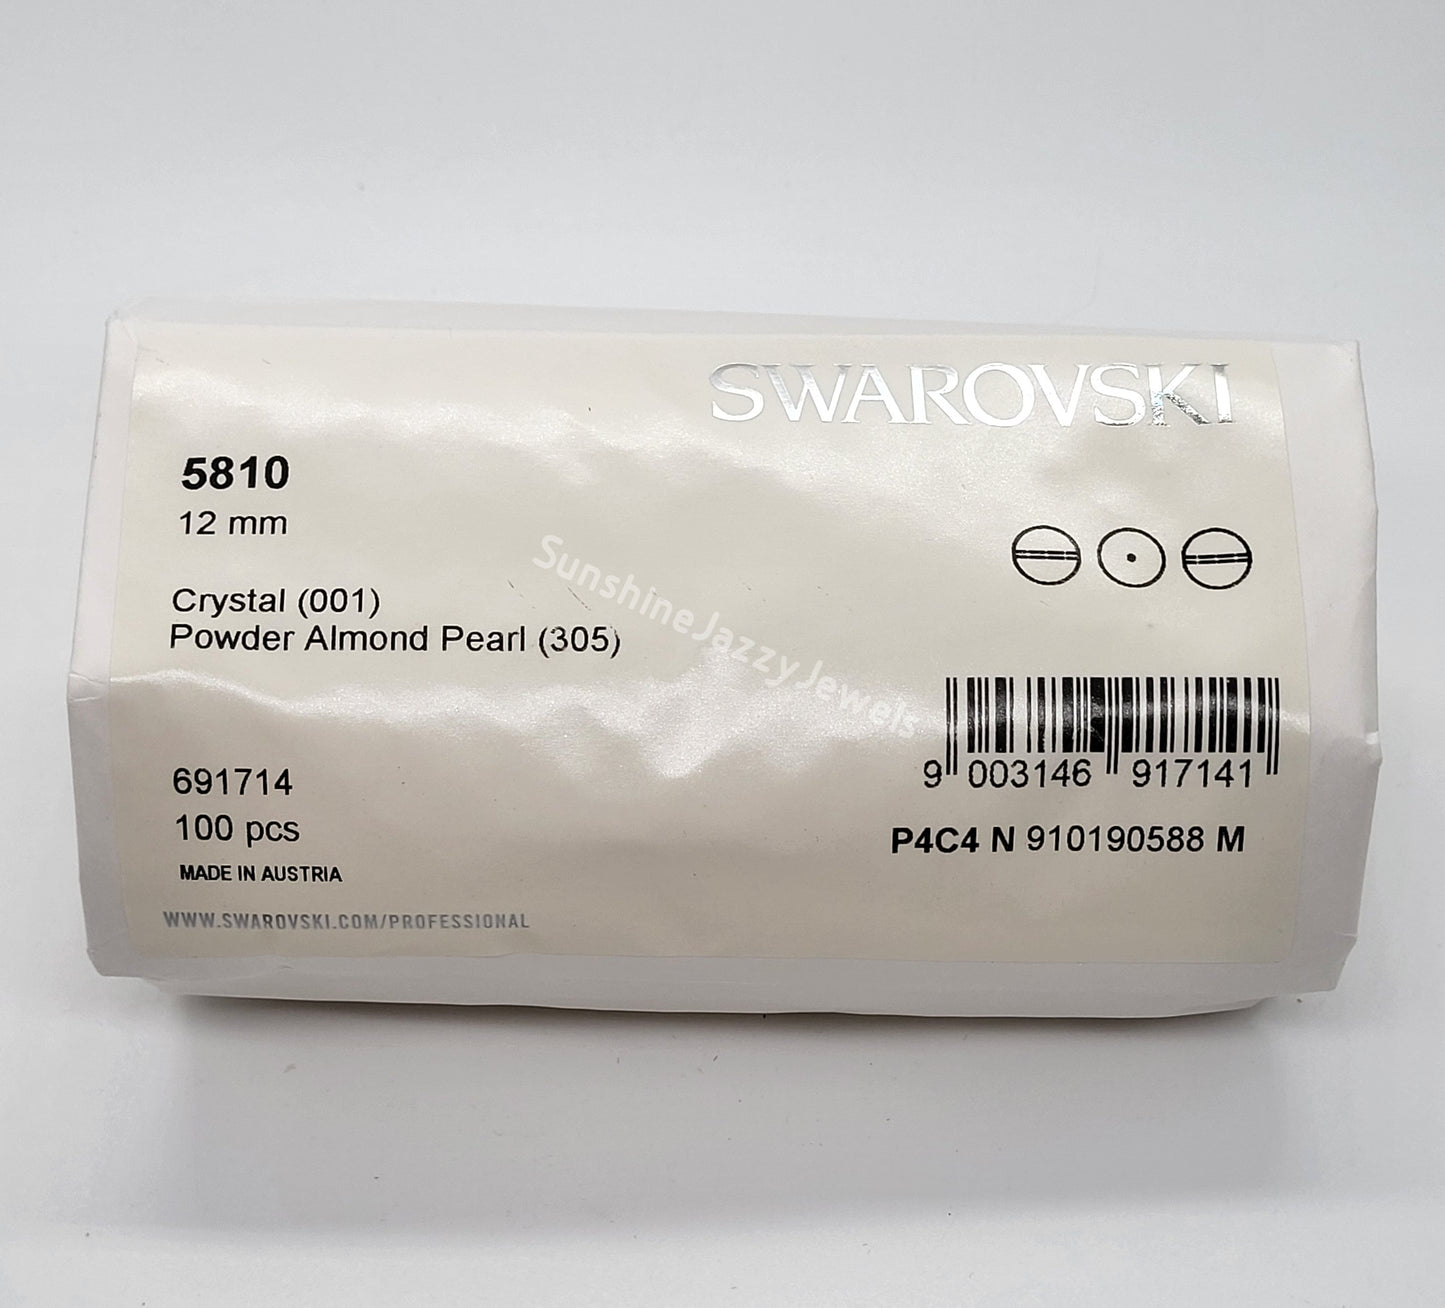 SWAROVSKI
5810
12 mm
Crystal (001)
Powder Almond Pearl (305)
SunshineJazzyJewels
9 003146 917141
691714
100 pcs
P4C4 N 910190588 M
MADE IN AUSTRIA
WWW.SWAROVSKI.COM/PROFESSIONAL